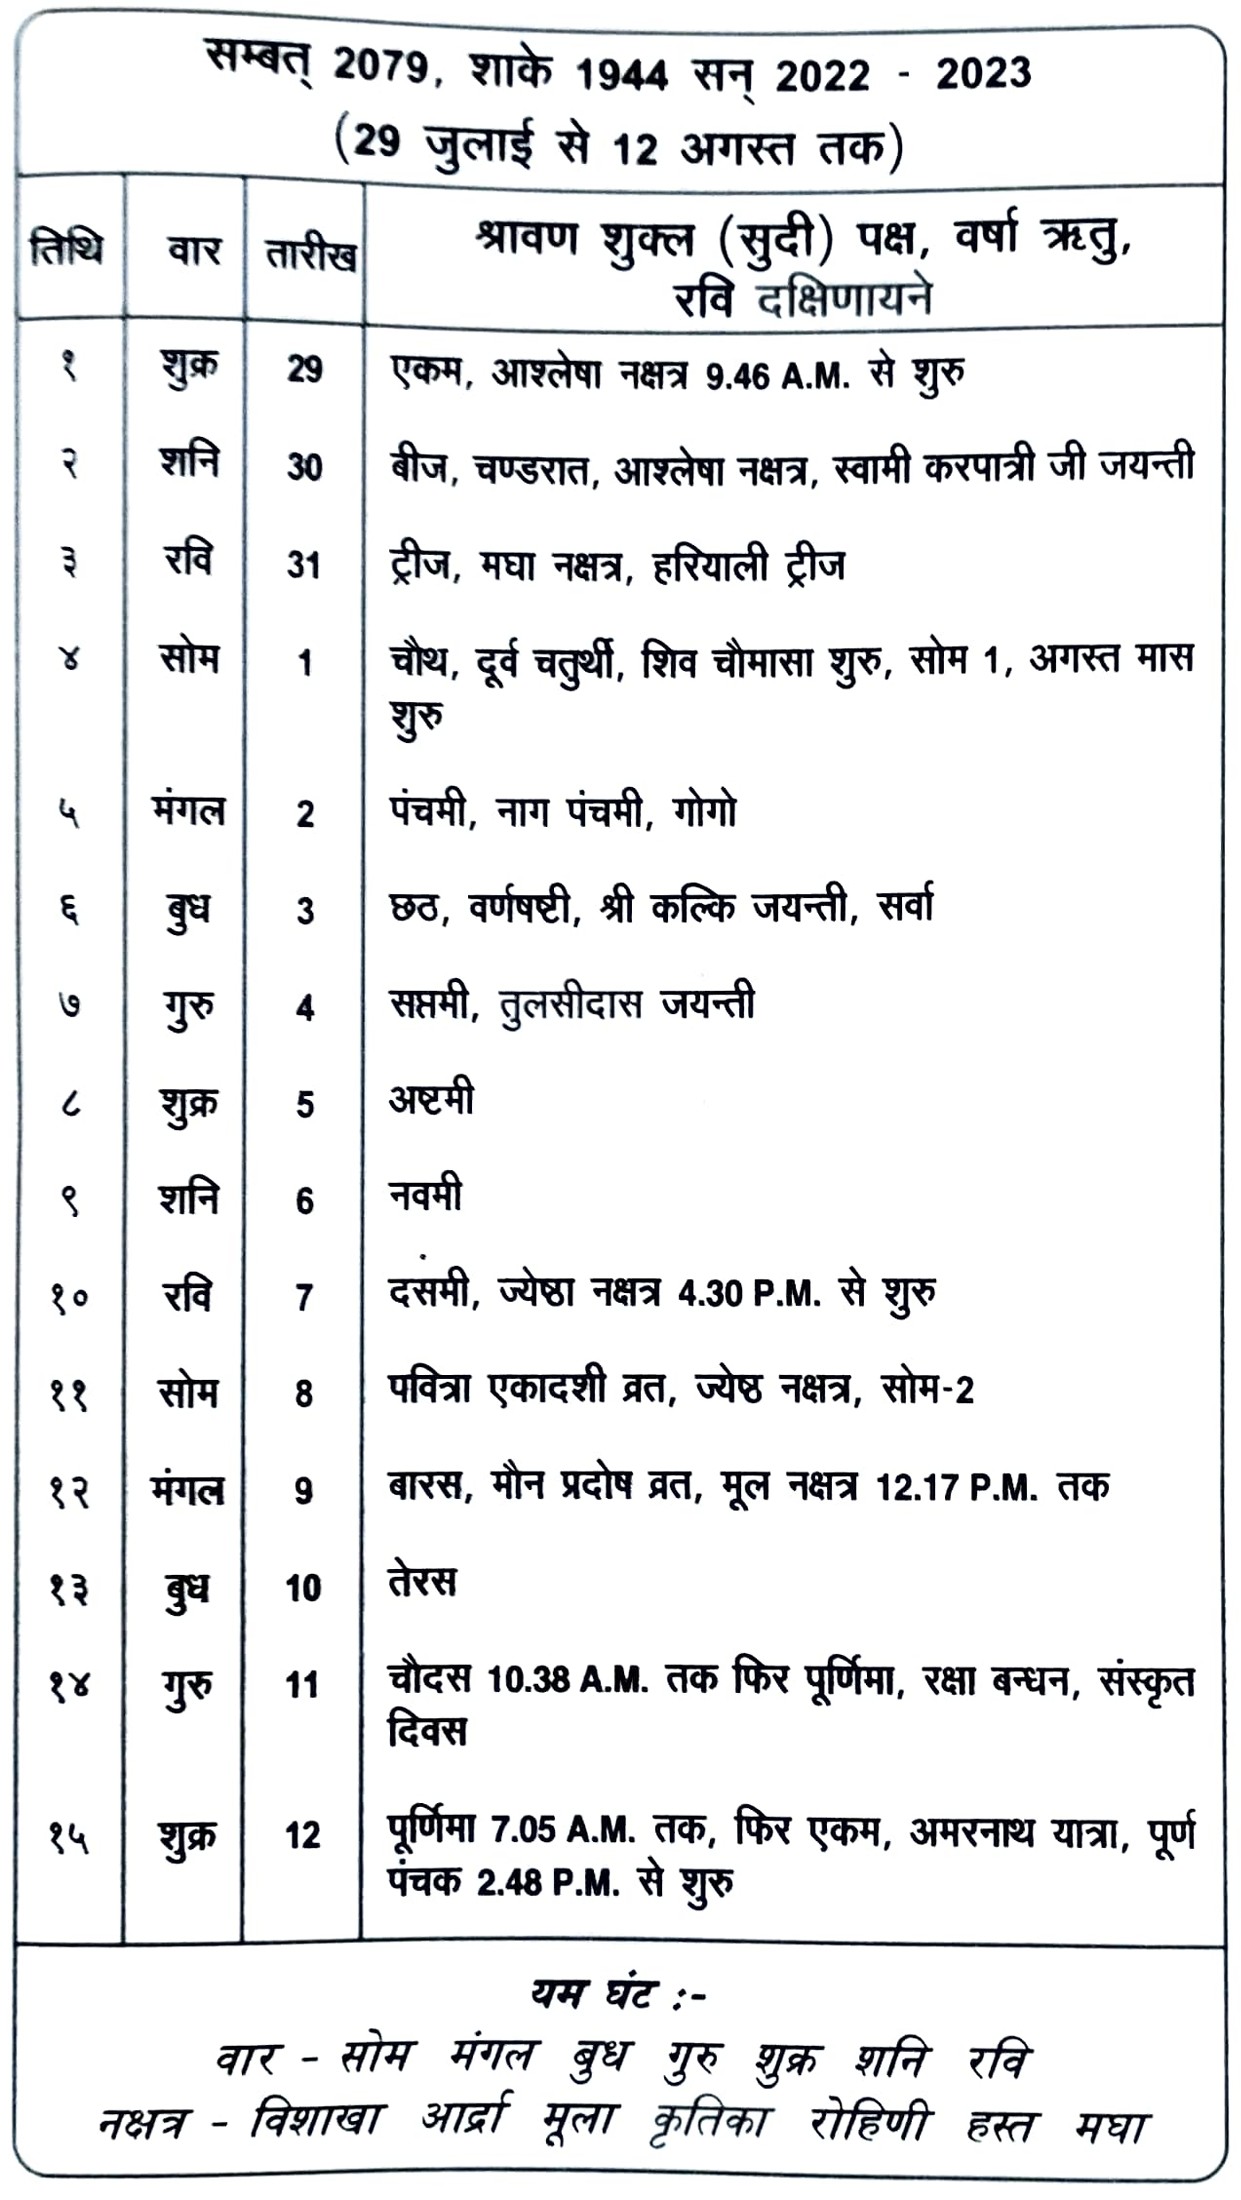 सम्बत् 2079, शाके 1944 सन् 2022 - 2023
(29 जुलाई से 12 अगस्त तक)
तिथि वार तारीख श्रावण शुक्ल (सुदी) पक्ष, वर्षा ऋतु,
रवि दक्षिणायने
१ शुक्र 29 एकम, आश्लेषा नक्षत्र 9.46 A.M. से शुरु
२ शनि 30 बीज, चण्डरात, आश्लेषा नक्षत्र, स्वामी करपात्री जी जयन्ती
३ रवि 31 ट्रीज, मघा नक्षत्र, हरियाली ट्रीज
४ सोम 1 चौथ, दूर्व चतुर्थी, शिव चौमासा शुरु, सोम 1, अगस्त मास
शुरु
५ मंगल 2 पंचमी, नाग पंचमी, गोगो
६ बुध 3 छठ, वर्णषष्टी, श्री कल्कि जयन्ती, सर्वा
७ गुरु 4 सप्तमी, तुलसीदास जयन्ती
८ शुक्र 5 अष्टमी
९ शनि 6 नवमी
१० रवि 7 दसमी, ज्येष्ठा नक्षत्र 4.30 P.M. से शुरु
११ सोम 8 पवित्रा एकादशी व्रत, ज्येष्ठ नक्षत्र, सोम-2
१२ मंगल 9 बारस, मौन प्रदोष व्रत, मूल नक्षत्र 12.17 P.M. तक
१३ बुध 10 तेरस
१४ गुरु 11 चौदस 10.38 A.M. तक फिर पूर्णिमा, रक्षा बन्धन, संस्कृत
दिवस
१५ शुक्र 12 पूर्णिमा 7.05 A.M. तक, फिर एकम, अमरनाथ यात्रा, पूर्ण
पंचक 2.48 P.M. से शुरु
यम घंट :-
वार - सोम मंगल बुध गुरु शुक्र शनि रवि
नक्षत्र - विशाखा आर्द्रा मूला कृतिका रोहिणी हस्त मघा